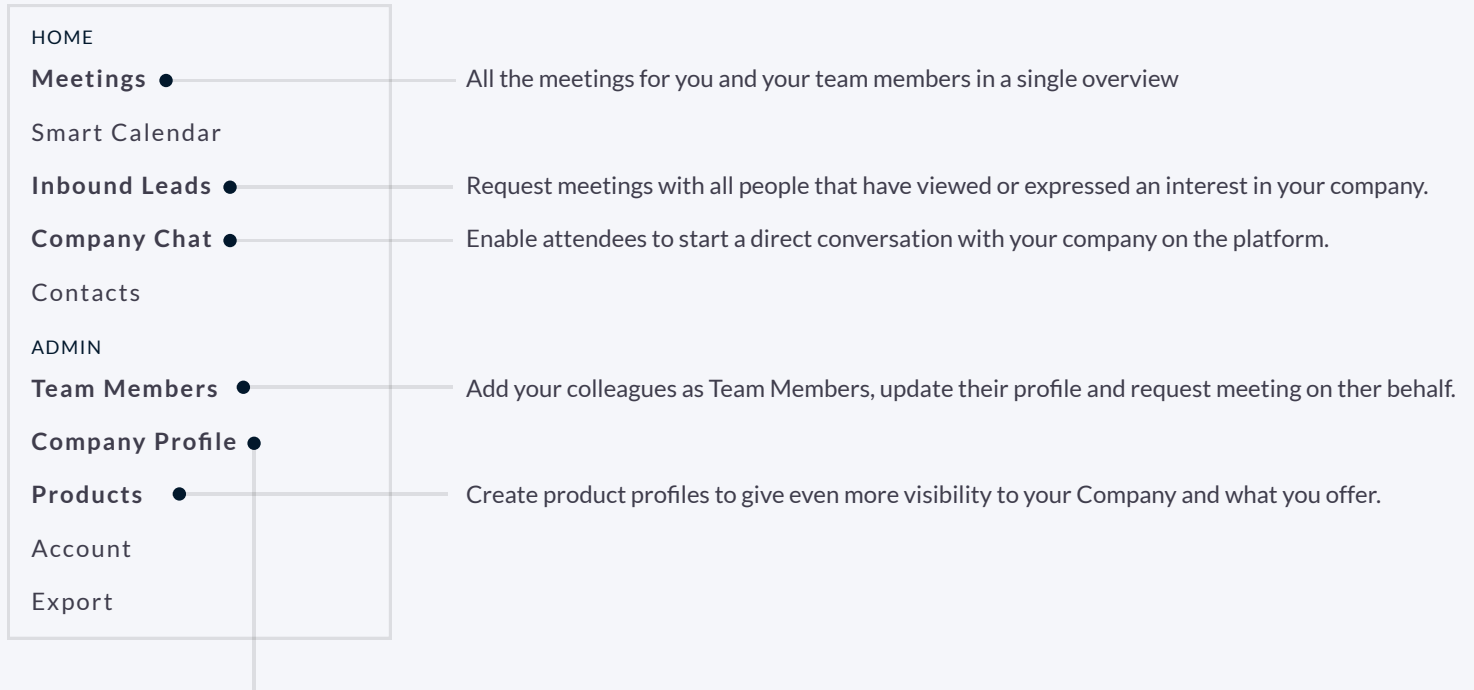 HOME
Meetings All the meetings for you and your team members in a single overview
Smart Calendar
Inbound Leads Request meetings with all people that have viewed or expressed an interest in your company.
Company Chat Enable attendees to start a direct conversation with your company on the platform.
Contacts
ADMIN
Team Members Add your colleagues as Team Members, update their profile and request meeting on ther behalf.
Company Profile
Products Create product profiles to give even more visibility to your Company and what you offer.
Account
Export